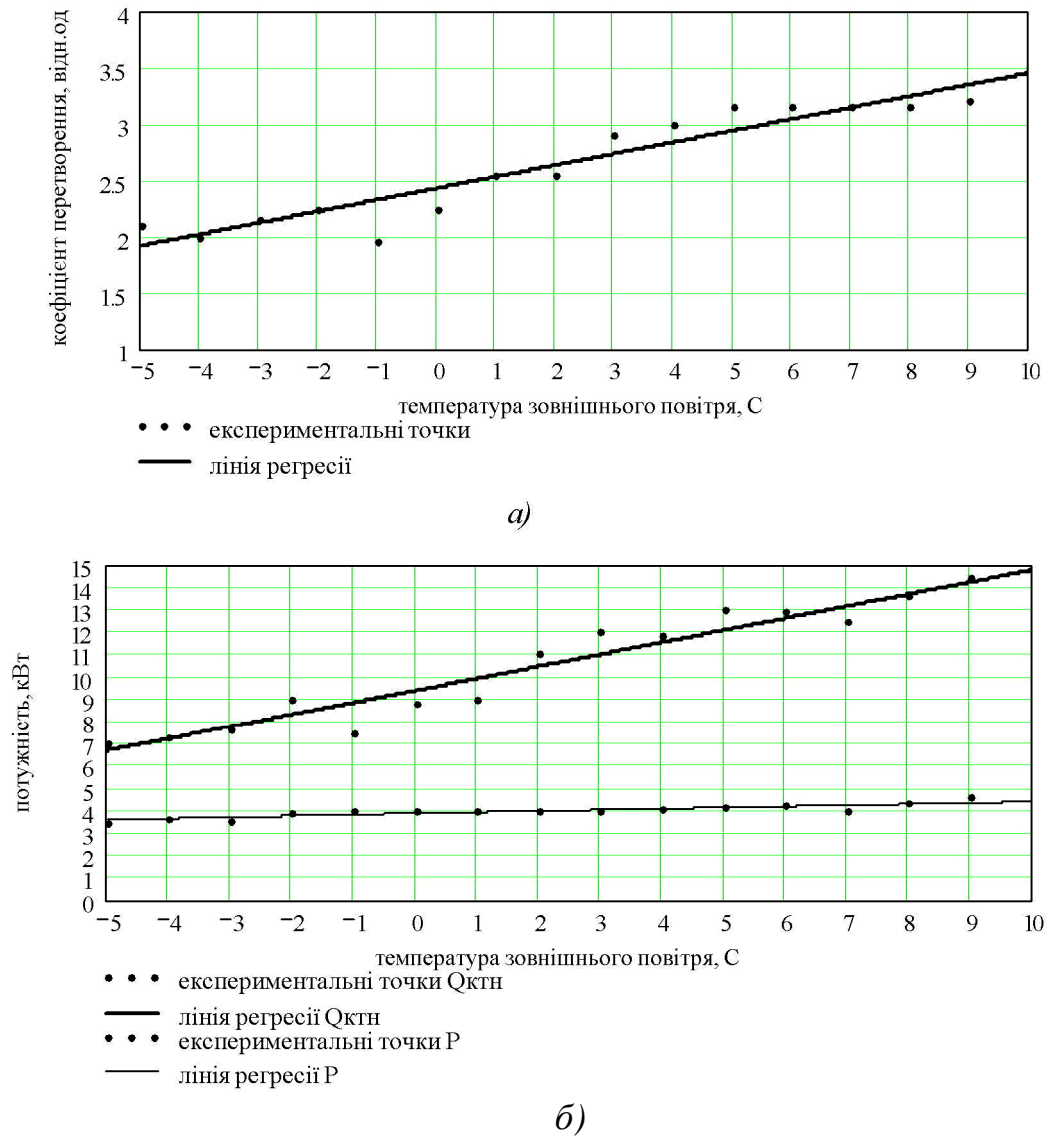 коефіцієнт перетворення, відн.од
4
3.5
3
2.5
2
1.5
1
−5 −4 −3 −2 −1 0 1 2 3 4 5 6 7 8 9 10
температура зовнішнього повітря, С
експериментальні точки
лінія регресії
а)
потужність, кВт
15
14
13
12
11
10
9
8
7
6
5
4
3
2
1
0
−5 −4 −3 −2 −1 0 1 2 3 4 5 6 7 8 9 10
температура зовнішнього повітря, С
експериментальні точки Qктн
лінія регресії Qктн
експериментальні точки Р
лінія регресії Р
б)